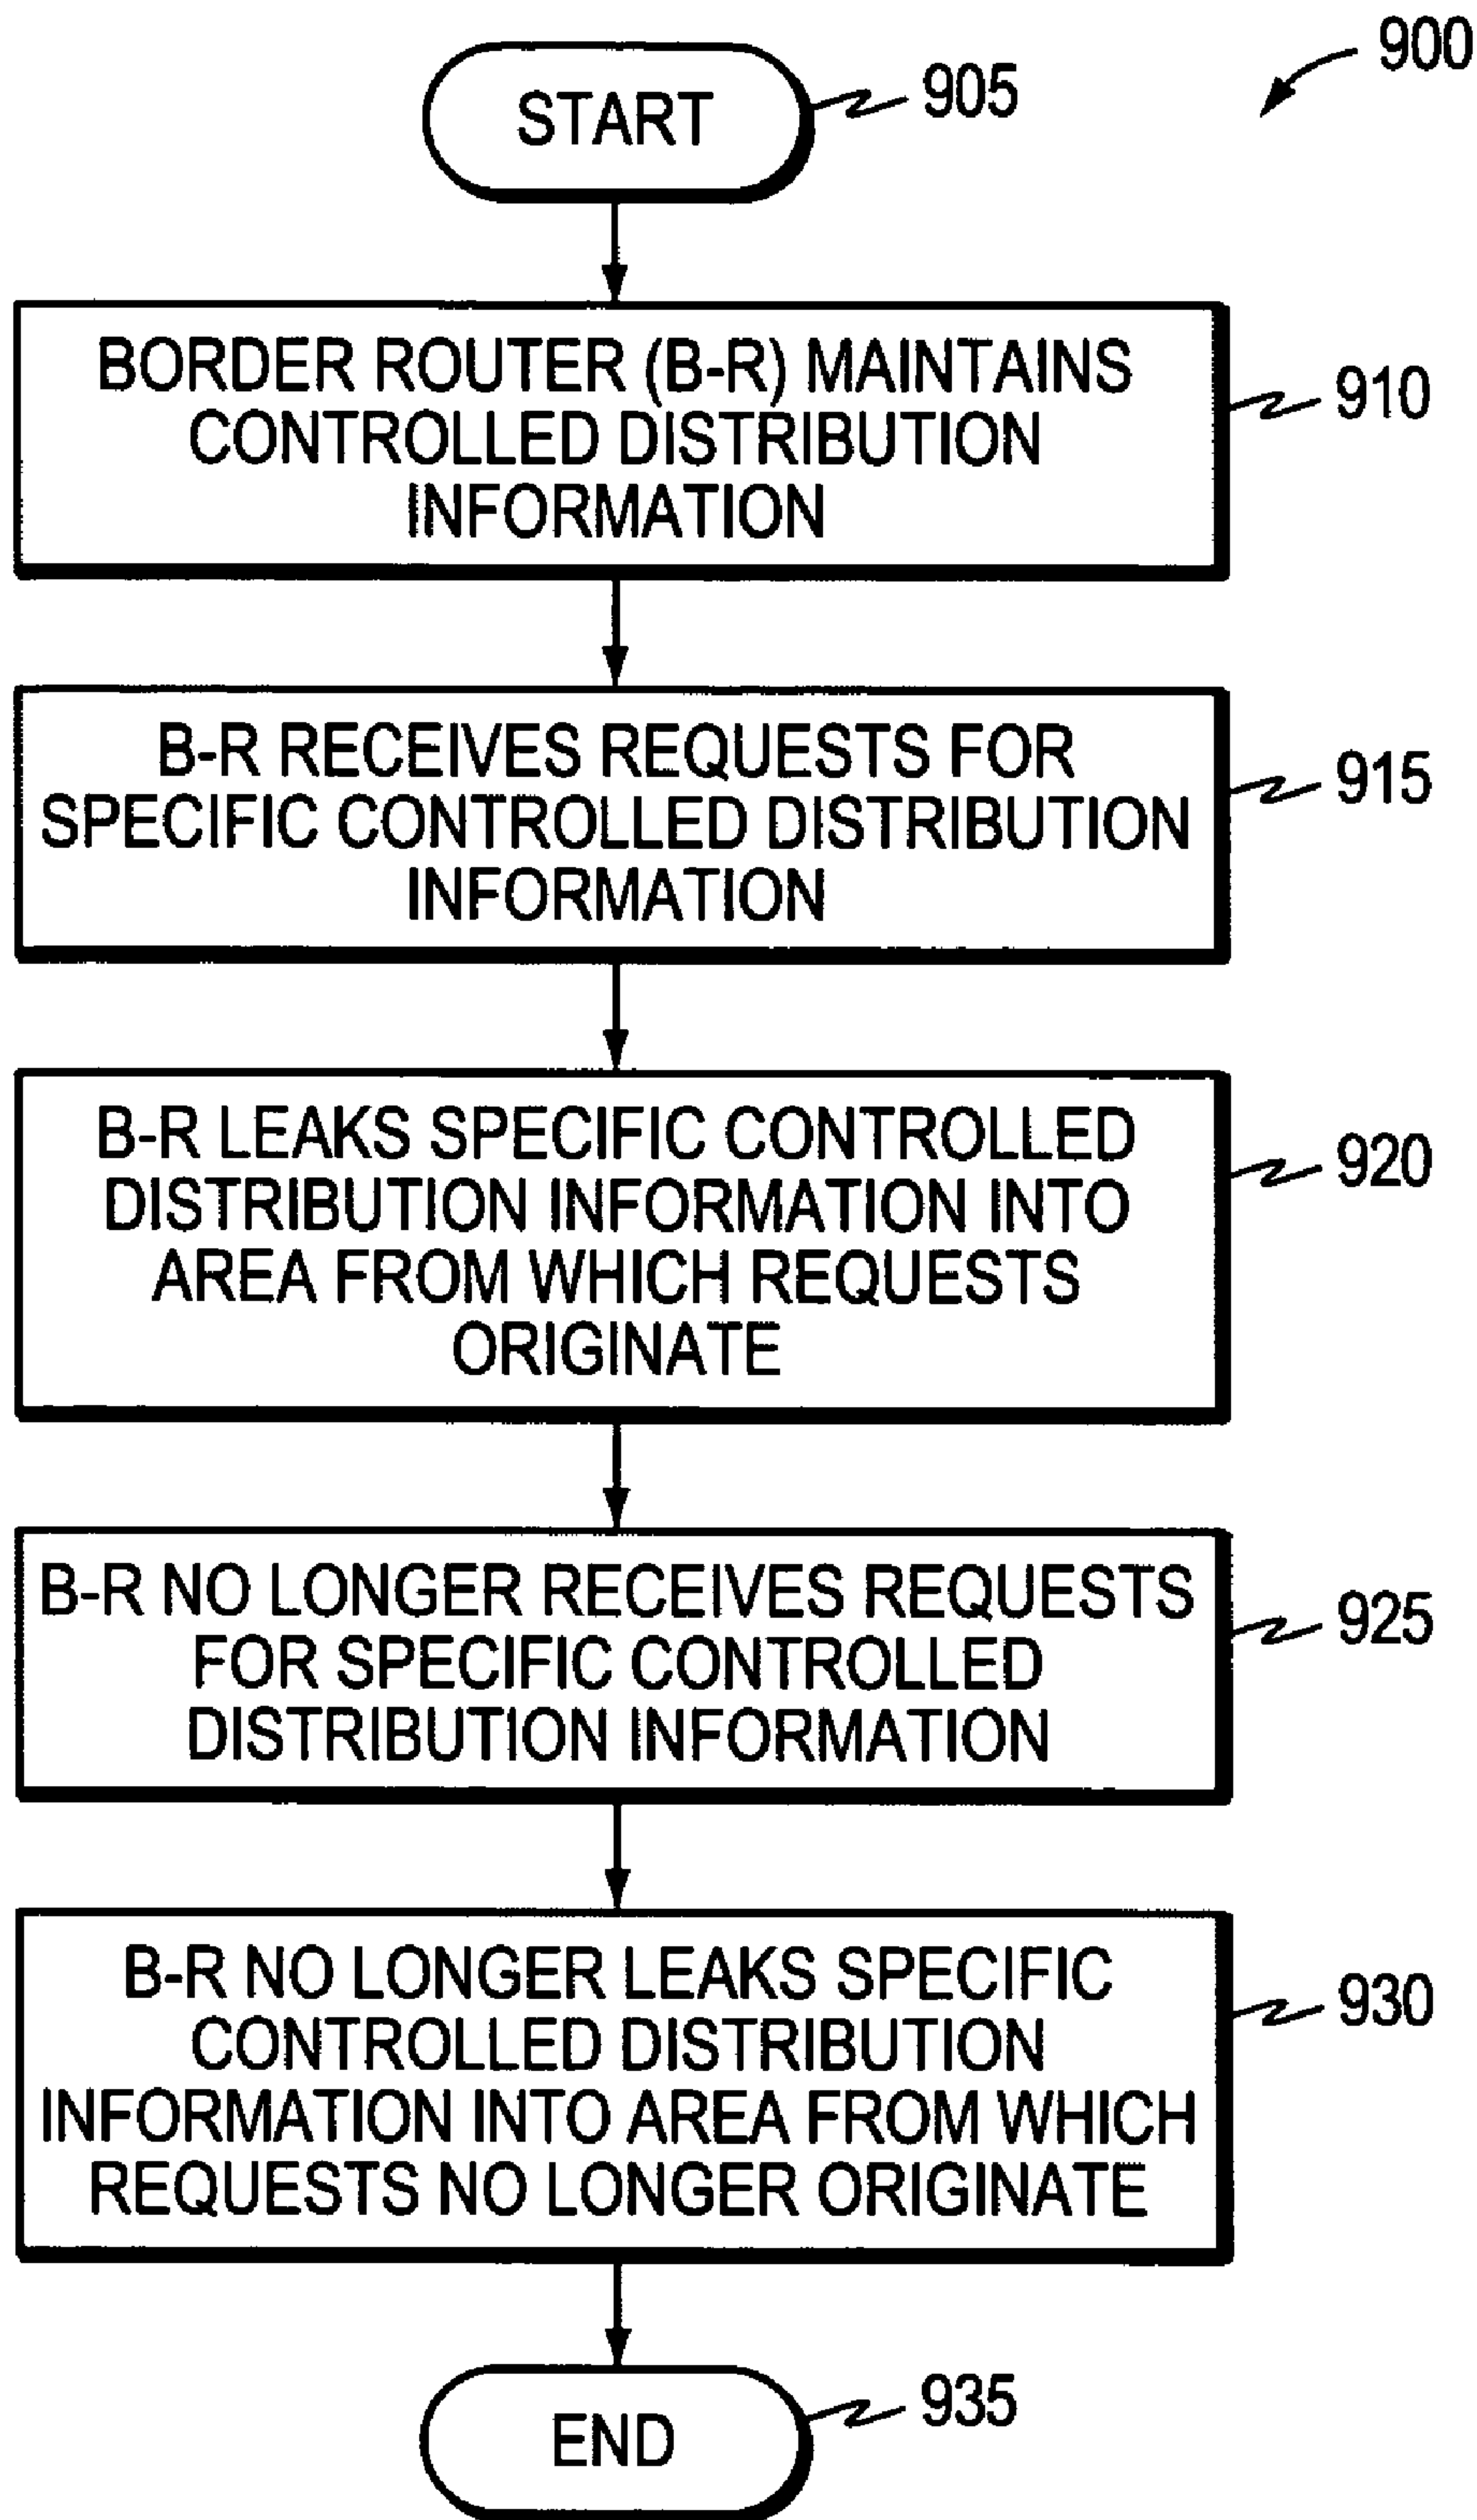 900
START
905
BORDER ROUTER (B-R) MAINTAINS
CONTROLLED DISTRIBUTION
INFORMATION
910
B-R RECEIVES REQUESTS FOR
SPECIFIC CONTROLLED DISTRIBUTION
INFORMATION
915
B-R LEAKS SPECIFIC CONTROLLED
DISTRIBUTION INFORMATION INTO
AREA FROM WHICH REQUESTS
ORIGINATE
920
B-R NO LONGER RECEIVES REQUESTS
FOR SPECIFIC CONTROLLED
DISTRIBUTION INFORMATION
925
B-R NO LONGER LEAKS SPECIFIC
CONTROLLED DISTRIBUTION
INFORMATION INTO AREA FROM WHICH
REQUESTS NO LONGER ORIGINATE
930
END
935